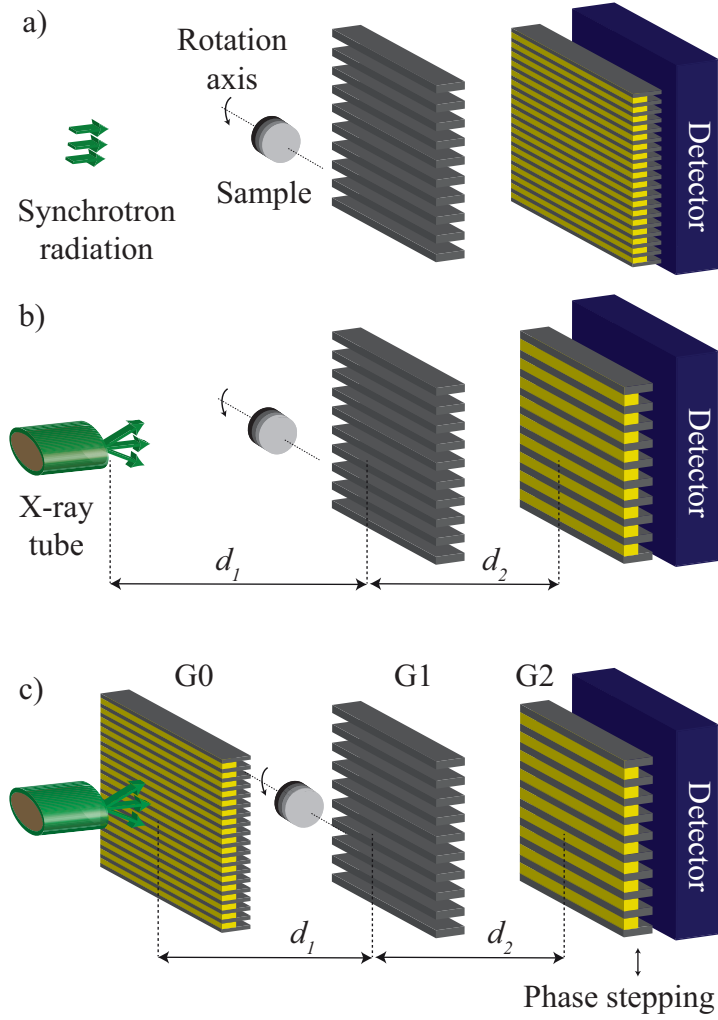 a)
Rotation
axis
Sample
Synchrotron
radiation
Detector
b)
X-ray
tube
d1
d2
Detector
c)
G0
G1
G2
d1
d2
Detector
Phase stepping